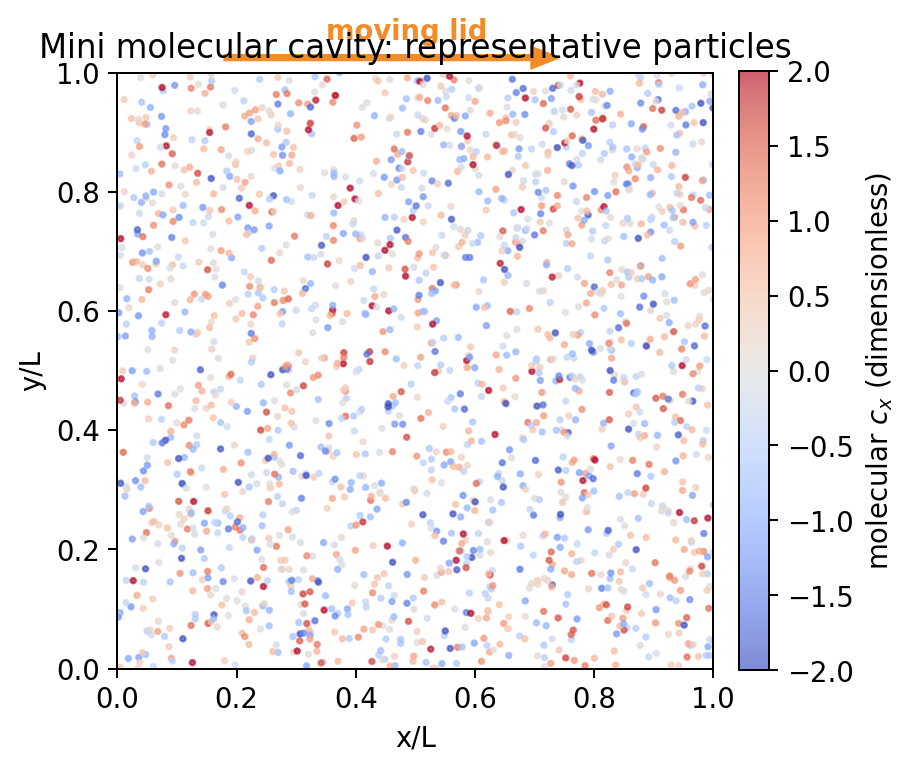 moving lid
Mini molecular cavity: representative particles
1.0
0.8
0.6
0.4
0.2
0.0
y/L
0.0 0.2 0.4 0.6 0.8 1.0
x/L
2.0
1.5
1.0
0.5
0.0
−0.5
−1.0
−1.5
−2.0
molecular cₓ (dimensionless)